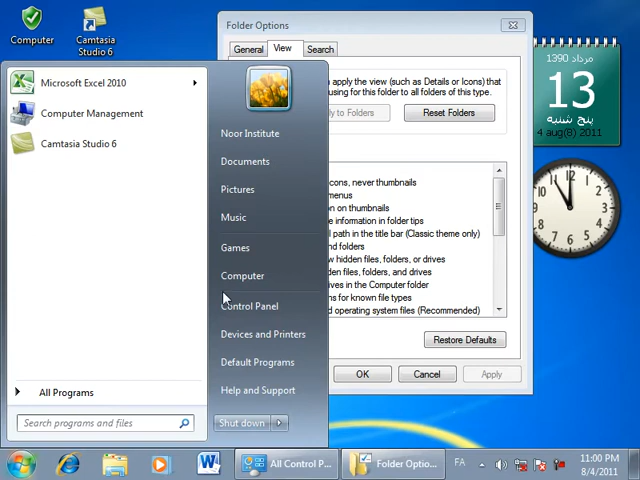 Computer
Camtasia
Studio 6
Microsoft Excel 2010
Computer Management
Camtasia Studio 6
All Programs
Search programs and files
Noor Institute
Documents
Pictures
Music
Games
Computer
Control Panel
Devices and Printers
Default Programs
Help and Support
Shut down
Folder Options
General
View
Search
apply the view (such as Details or Icons) that
using for this folder to all folders of this type.
ly to Folders
Reset Folders
cons, never thumbnails
menus
on on thumbnails
e information in folder tips
l path in the title bar (Classic theme only)
nd folders
w hidden files, folders, or drives
dden files, folders, and drives
ives in the Computer folder
ns for known file types
d operating system files (Recommended)
Restore Defaults
OK
Cancel
Apply
مرداد 1390
13
پنج شنبه
4 aug(8) 2011
All Control P...
Folder Optio...
FA
11:00 PM
8/4/2011